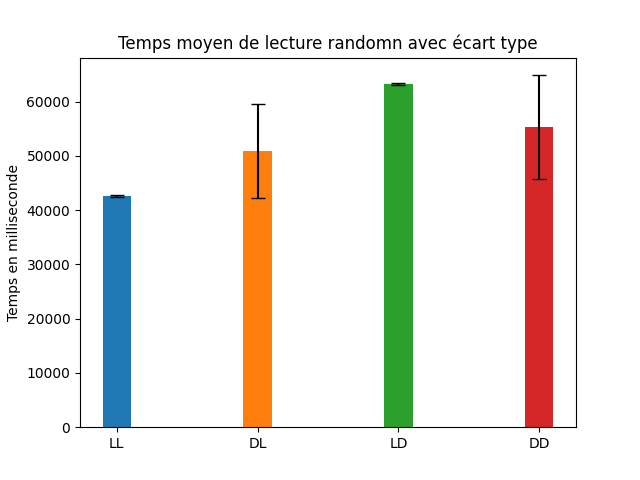 Temps moyen de lecture randomn avec écart type
Temps en milliseconde
60000
50000
40000
30000
20000
10000
0
LL DL LD DD